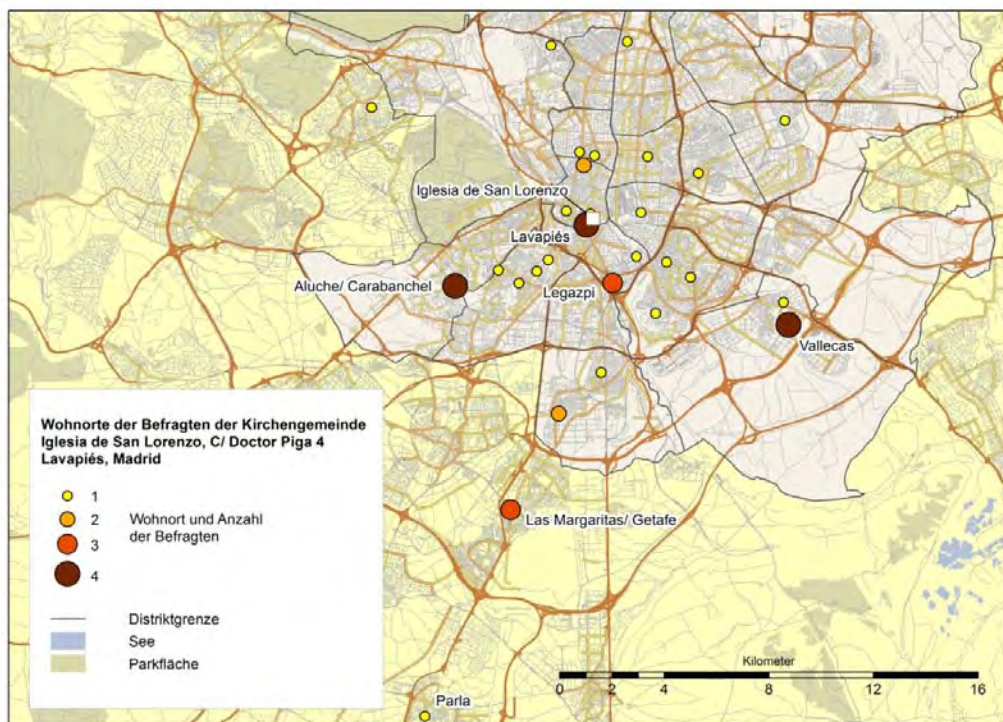 Iglesia de San Lorenzo
Lavapiés
Aluche/ Carabanchel
Legazpi
Vallecas
Wohnorte der Befragten der Kirchengemeinde
Iglesia de San Lorenzo, C/ Doctor Piga 4
Lavapiés, Madrid
1
2
3
4
Wohnort und Anzahl
der Befragten
Distriktgrenze
See
Parkfläche
Las Margaritas/ Getafe
Parla
Kilometer
0 2 4 8 12 16